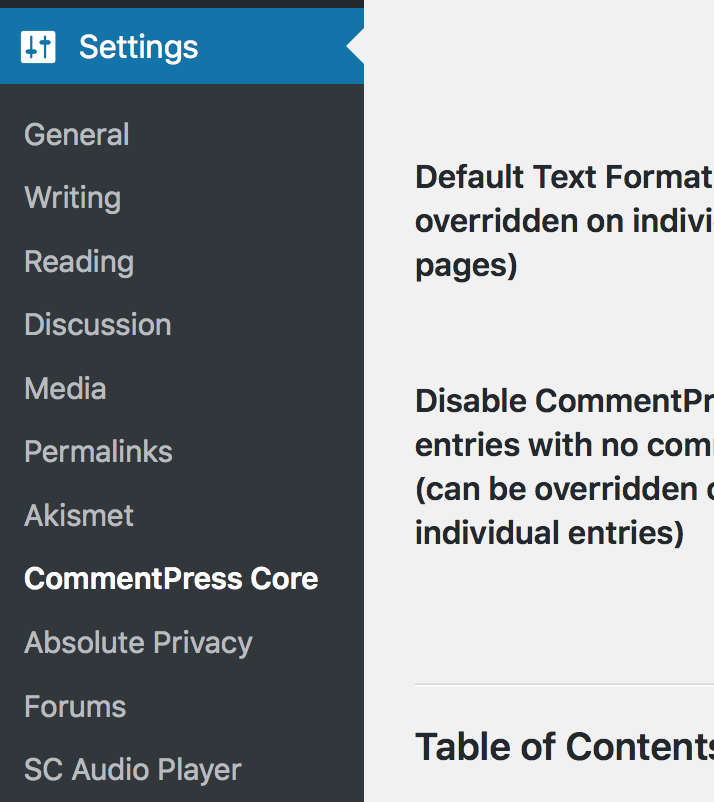 Settings
General
Writing
Reading
Discussion
Media
Permalinks
Akismet
CommentPress Core
Absolute Privacy
Forums
SC Audio Player
Default Text Format
overridden on indivi
pages)
Disable CommentPr
entries with no com
(can be overridden
individual entries)
Table of Contents